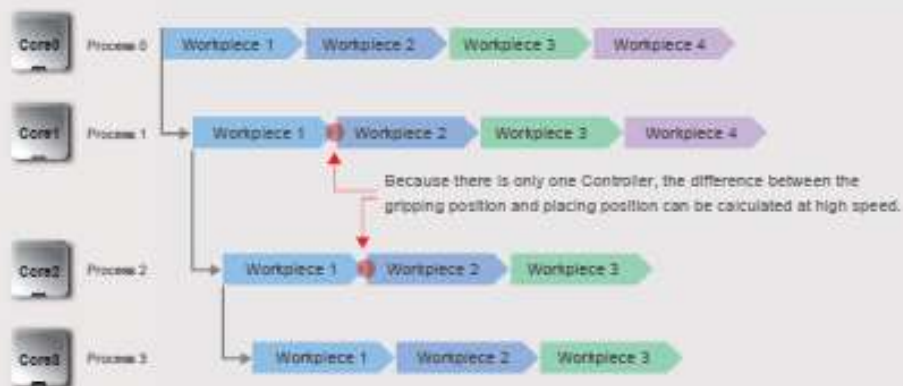 Core0 Process 0 Workpiece 1 Workpiece 2 Workpiece 3 Workpiece 4
Core1 Process 1 Workpiece 1 Workpiece 2 Workpiece 3 Workpiece 4
Because there is only one Controller, the difference between the
gripping position and placing position can be calculated at high speed.
Core2 Process 2 Workpiece 1 Workpiece 2 Workpiece 3
Core3 Process 3 Workpiece 1 Workpiece 2 Workpiece 3